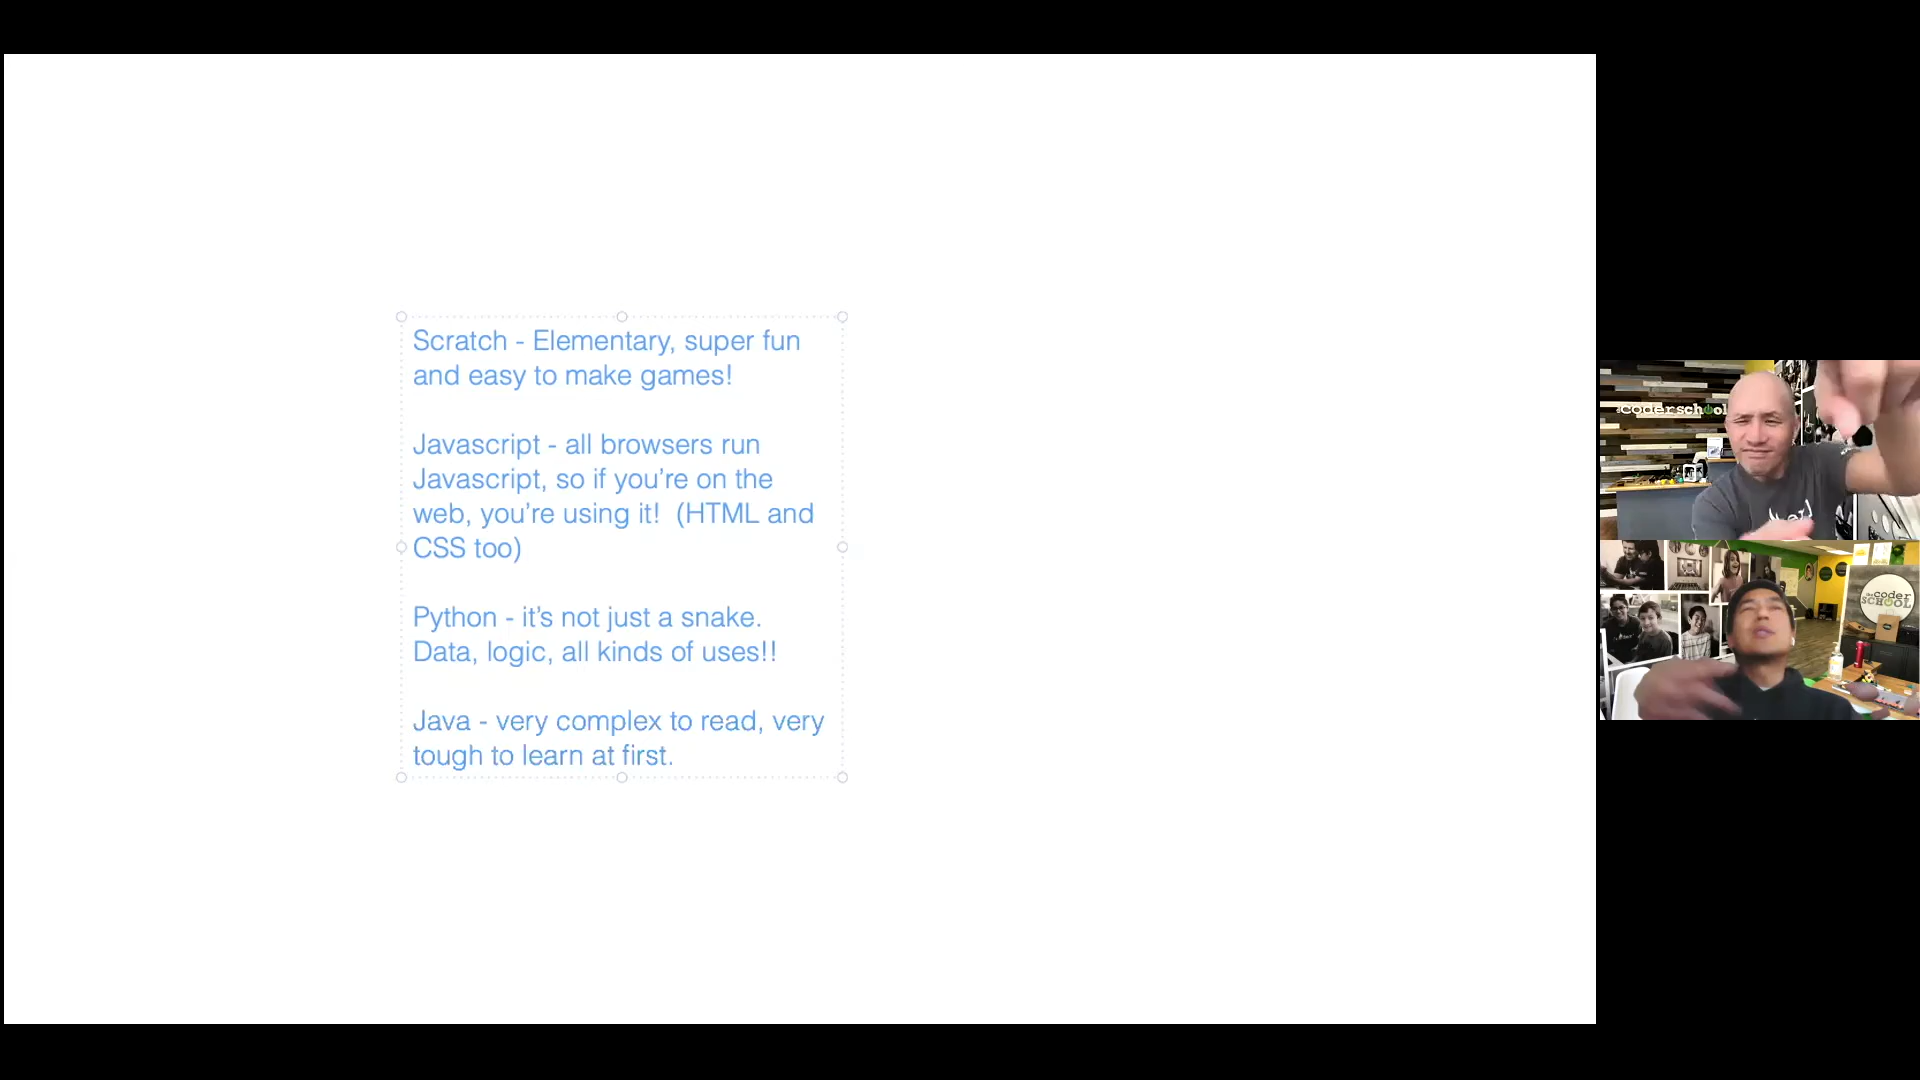 Scratch - Elementary, super fun
and easy to make games!
Javascript - all browsers run
Javascript, so if you’re on the
web, you’re using it!  (HTML and
CSS too)
Python - it’s not just a snake.
Data, logic, all kinds of uses!!
Java - very complex to read, very
tough to learn at first.
coderschool
the
coder
SCHOOL